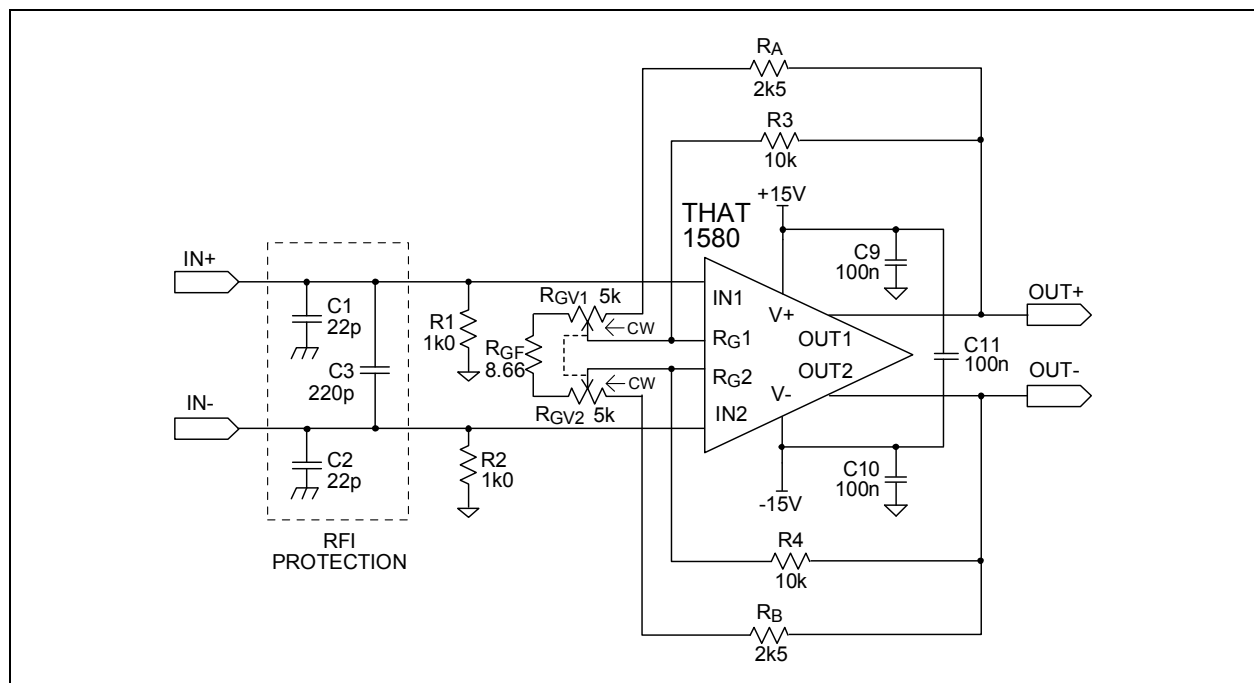 RA
2k5
R3
10k
+15V
THAT
1580
C9
100n
IN+
C1
22p
R1
1k0
RGV1 5k
CW
IN1
V+
OUT+
OUT1
C11
100n
RGF
8.66
RG1
C3
220p
RG2
OUT2
CW
V-
OUT-
IN-
RGV2 5k
IN2
C2
22p
R2
1k0
C10
100n
-15V
RFI
PROTECTION
R4
10k
RB
2k5